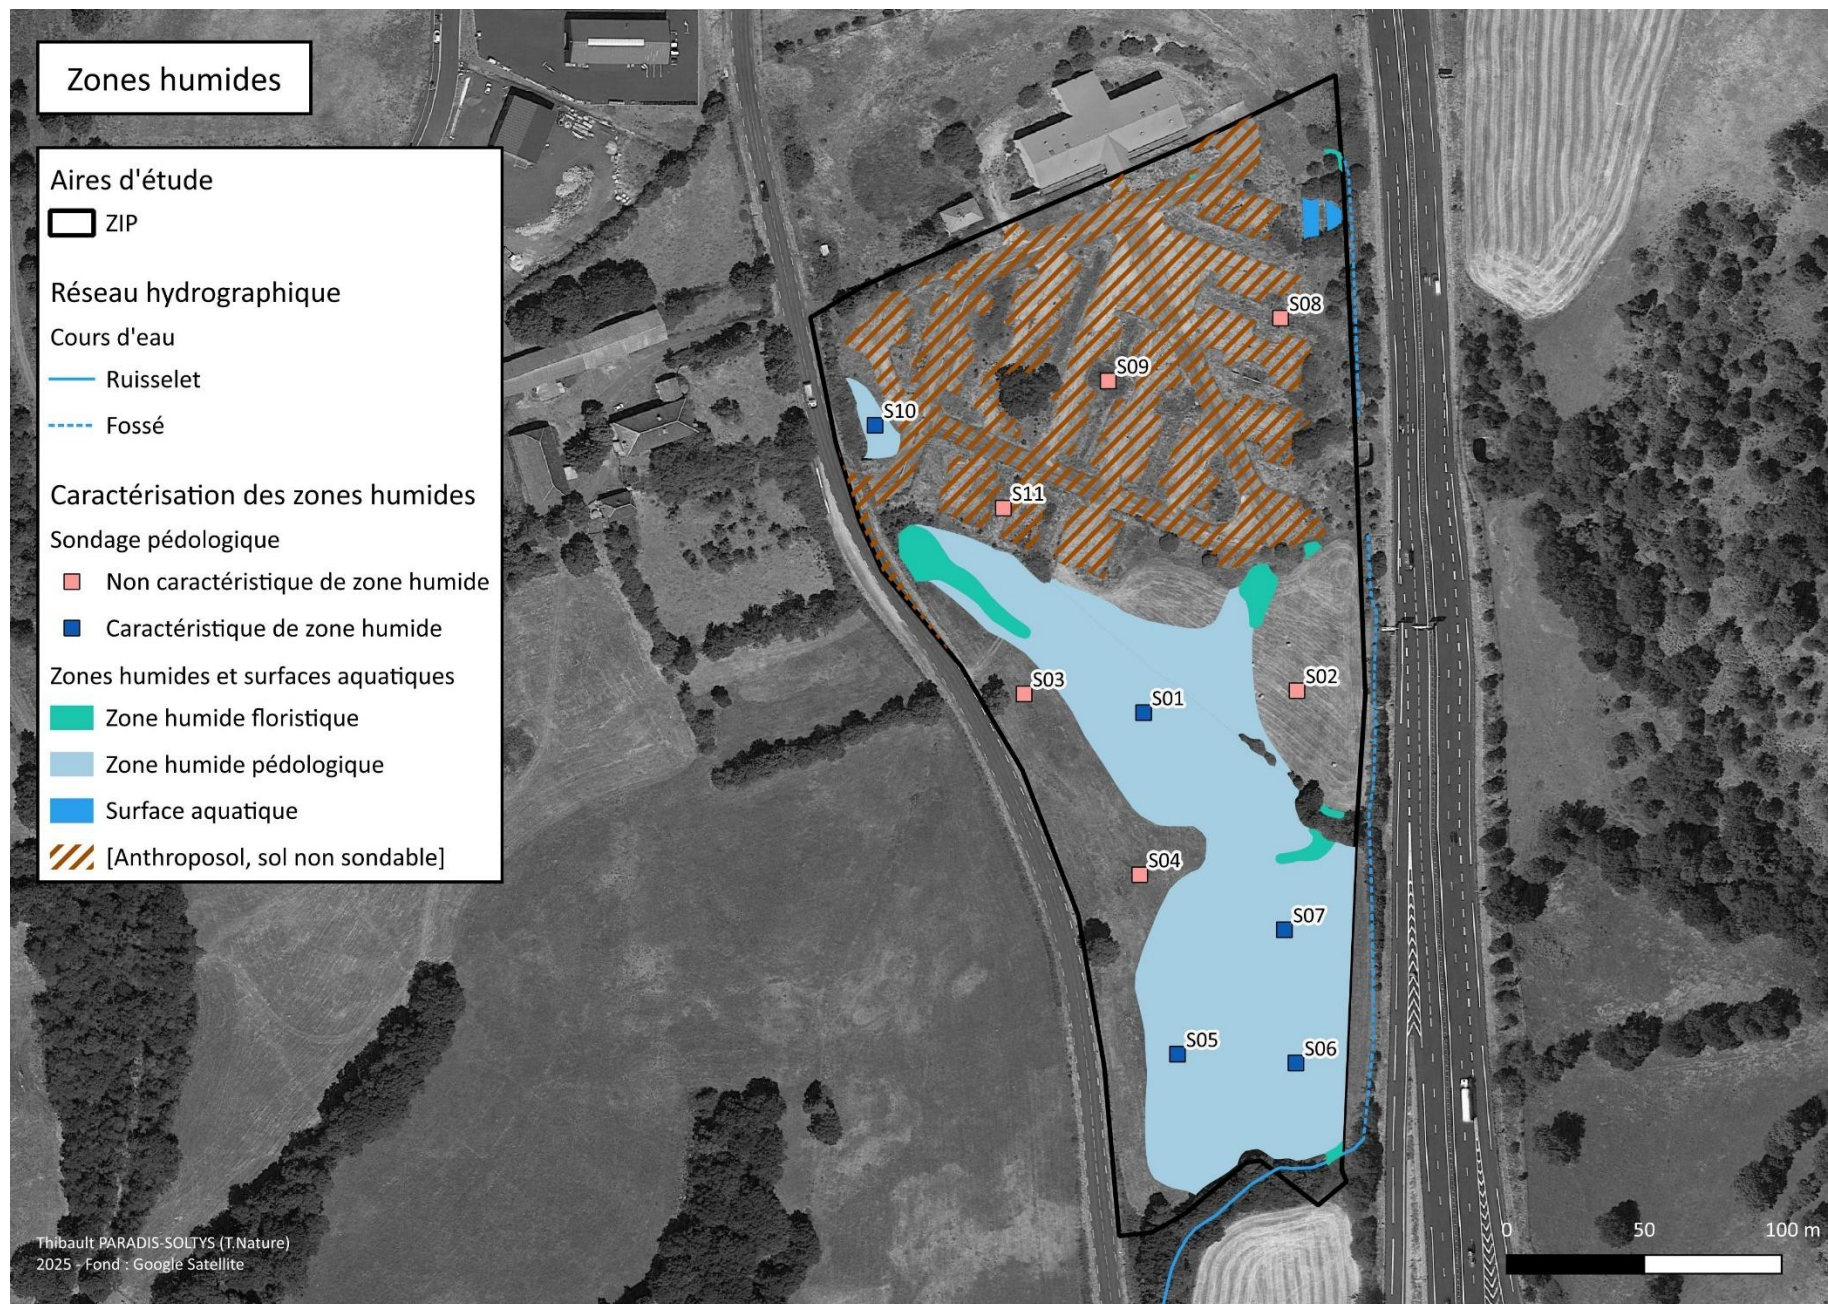 Zones humides
Aires d'étude
ZIP
Réseau hydrographique
Cours d'eau
Ruisselet
Fossé
Caractérisation des zones humides
Sondage pédologique
Non caractéristique de zone humide
Caractéristique de zone humide
Zones humides et surfaces aquatiques
Zone humide floristique
Zone humide pédologique
Surface aquatique
[Anthroposol, sol non sondable]
S08
S09
S10
S11
S03
S02
S01
S04
S07
S05
S06
Thibault PARADIS-SOLTYS (T.Nature)
2025 - Fond : Google Satellite
0 50 100 m